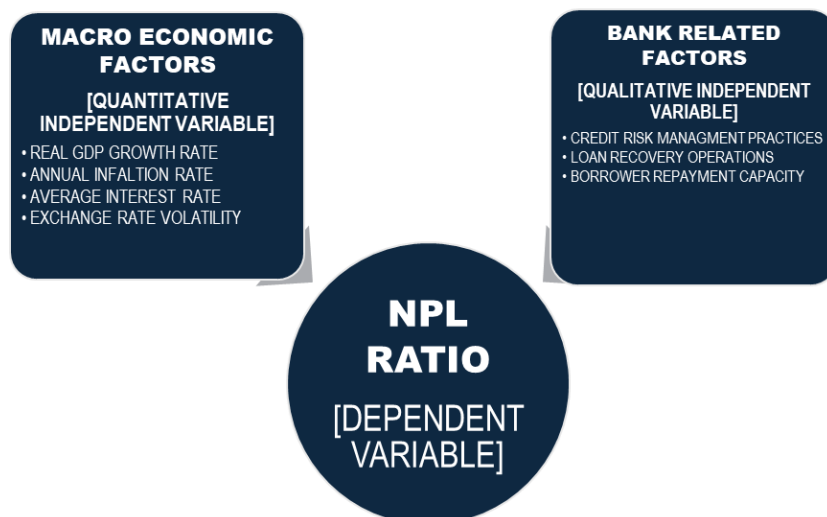 MACRO ECONOMIC
FACTORS
[QUANTITATIVE
INDEPENDENT VARIABLE]
• REAL GDP GROWTH RATE
• ANNUAL INFALTION RATE
• AVERAGE INTEREST RATE
• EXCHANGE RATE VOLATILITY
BANK RELATED
FACTORS
[QUALITATIVE INDEPENDENT
VARIABLE]
• CREDIT RISK MANAGMENT PRACTICES
• LOAN RECOVERY OPERATIONS
• BORROWER REPAYMENT CAPACITY
NPL
RATIO
[DEPENDENT
VARIABLE]